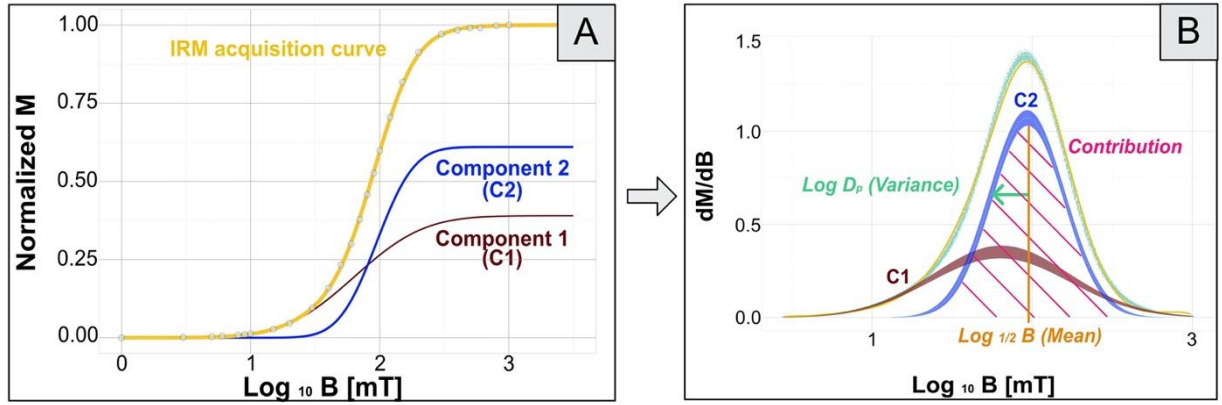 A
IRM acquisition curve
Normalized M
1.00
0.75
0.50
0.25
0.00
Component 2
(C2)
Component 1
(C1)
0
1
2
3
Log 10 B [mT]
B
dM/dB
1.5
1.0
0.5
0.0
C2
Contribution
Log Dₚ (Variance)
C1
1
3
Log 1/2 B (Mean)
Log 10 B [mT]